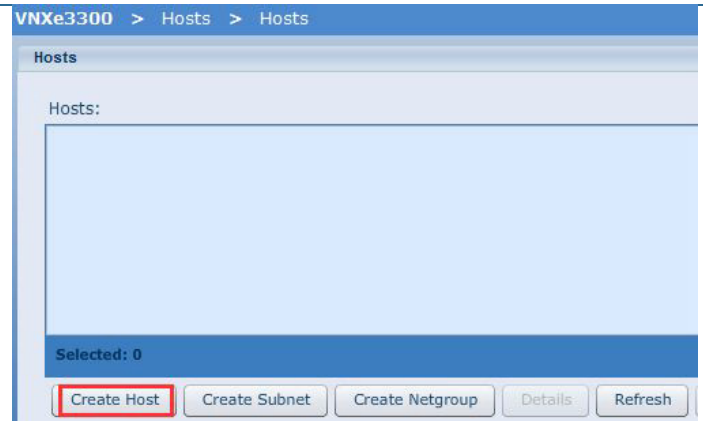 VNXe3300 > Hosts > Hosts
Hosts
Hosts:
Selected: 0
Create Host Create Subnet Create Netgroup Details Refresh